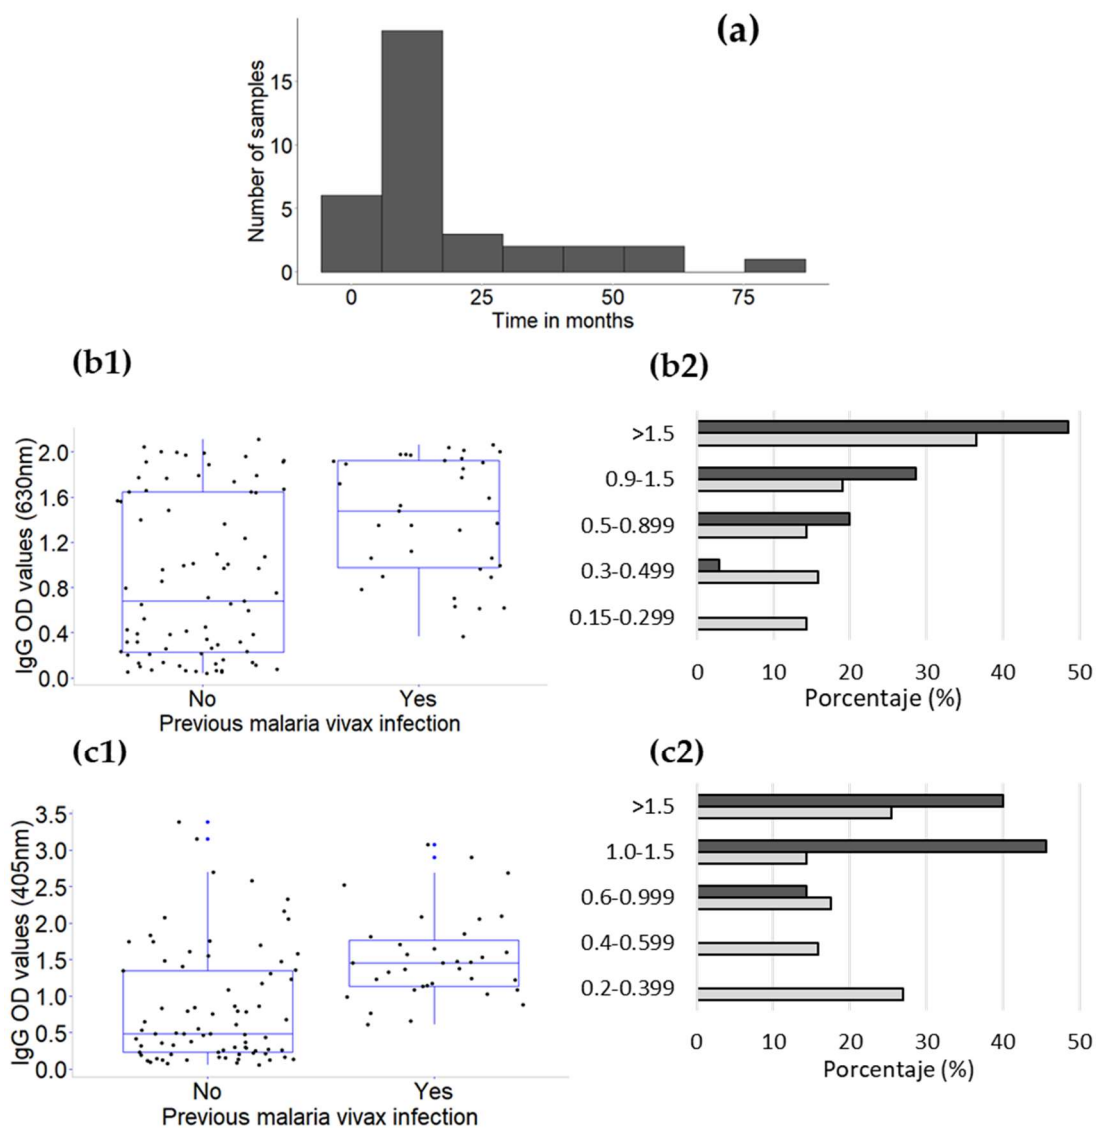 (a)
Number of samples
15
10
5
0
0 25 50 75
Time in months
(b1)
IgG OD values (630nm)
2.0
1.6
1.2
0.8
0.4
0.0
No Yes
Previous malaria vivax infection
(b2)
>1.5
0.9-1.5
0.5-0.899
0.3-0.499
0.15-0.299
0 10 20 30 40 50
Porcentaje (%)
(c1)
IgG OD values (405nm)
3.5
3.0
2.0
1.5
1.0
0.5
0.0
No Yes
Previous malaria vivax infection
(c2)
>1.5
1.0-1.5
0.6-0.999
0.4-0.599
0.2-0.399
0 10 20 30 40 50
Porcentaje (%)